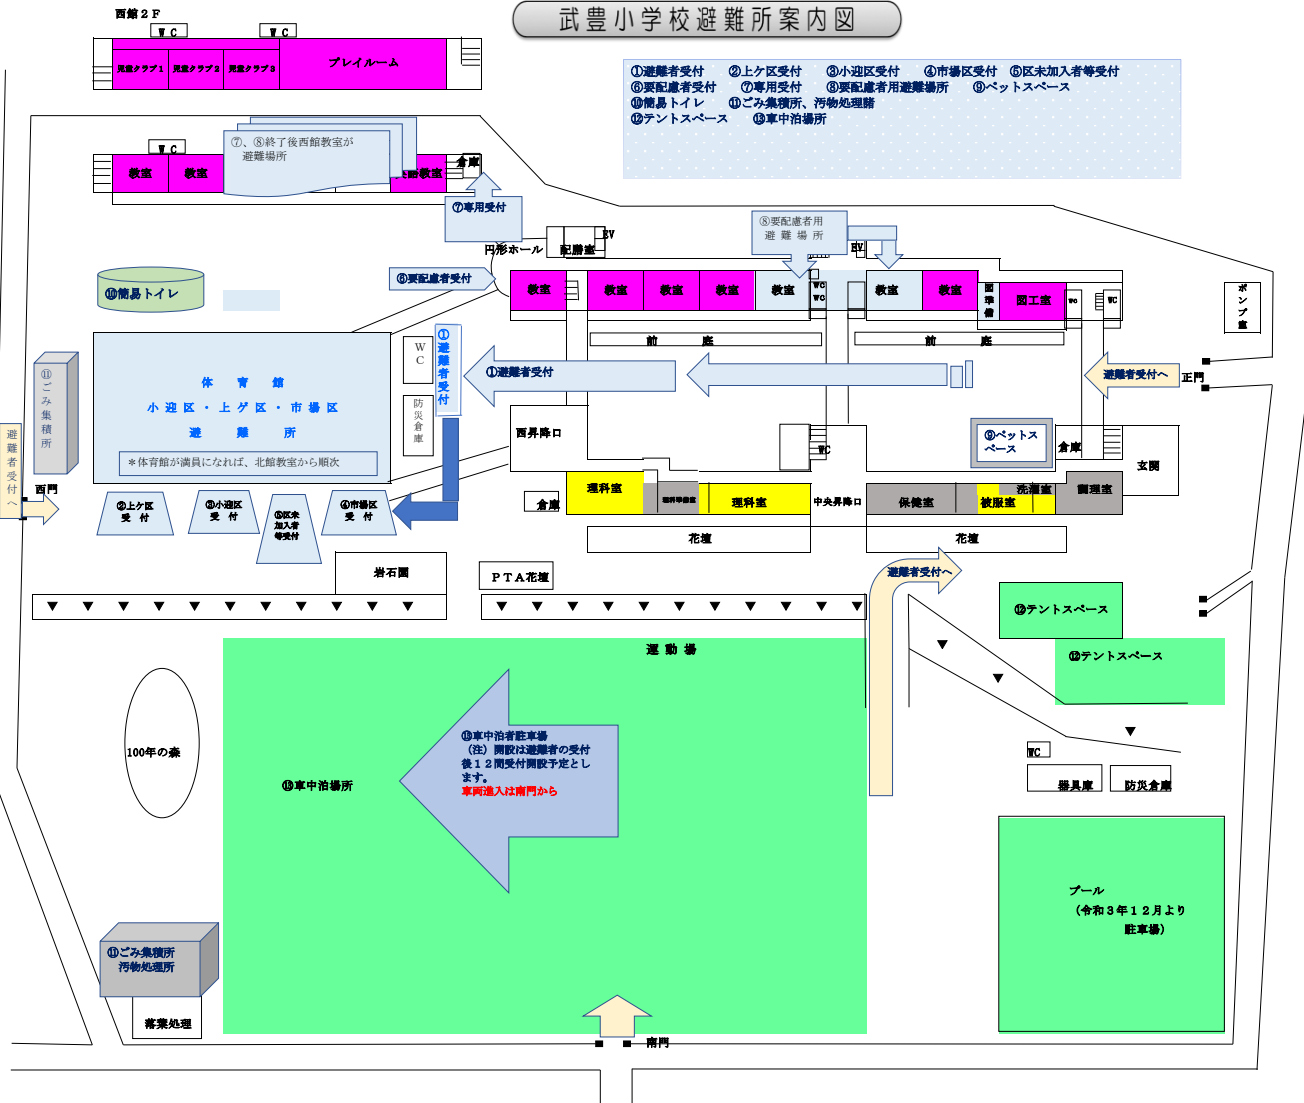 西館２Ｆ
武豊小学校避難所案内図
ＷＣ
ＷＣ
児童クラブ１
児童クラブ２
児童クラブ３
プレイルーム
①避難者受付　②上ケ区受付　③小迎区受付　④市場区受付　⑤区未加入者等受付
⑥要配慮者受付　⑦専用受付　⑧要配慮者用避難場所　⑨ペットスペース
⑩簡易トイレ　⑪ごみ集積所、汚物処理諸
⑫テントスペース　⑬車中泊場所
ＷＣ
⑦、⑧終了後西館教室が
避難場所
教室
教室
教室
倉庫
⑦専用受付
⑧要配慮者用
避難場所
円形ホール
配膳室
EV
EV
⑥要配慮者受付
⑩簡易トイレ
教室
教室
教室
教室
教室
WC
WC
教室
教室
図準備
図工室
WC
WC
ポンプ室
前庭
前庭
①避難者受付
ＷＣ
防災倉庫
①避難者受付
避難者受付へ
正門
⑪ごみ集積所
体育館
小迎区・上ゲ区・市場区
避難所
＊体育館が満員になれば、北館教室から順次
避難者受付へ
西門
西昇降口
WC
⑨ペットス
ペース
倉庫
玄関
②上ケ区
受付
③小迎区
受付
⑤区未
加入者
等受付
④市場区
受付
倉庫
理科室
理科準備室
理科室
中央昇降口
保健室
被服室
洗濯室
調理室
花壇
花壇
岩石園
ＰＴＡ花壇
避難者受付へ
⑫テントスペース
⑫テントスペース
運動場
100年の森
⑬車中泊場所
⑬車中泊者駐車場
（注）開設は避難者の受付
後１２間受付開設予定とし
ます。
車両進入は南門から
WC
器具庫
防災倉庫
プール
（令和３年１２月より
駐車場）
⑪ごみ集積所
汚物処理所
落葉処理
南門